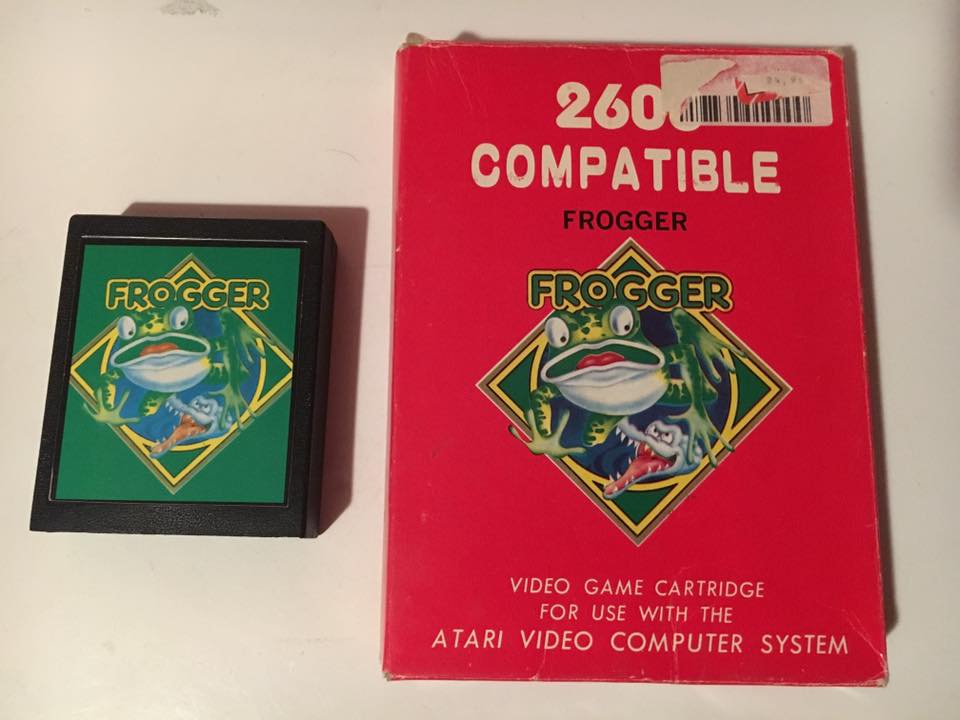 FROGGER
2600
COMPATIBLE
FROGGER
FROGGER
VIDEO GAME CARTRIDGE
FOR USE WITH THE
ATARI VIDEO COMPUTER SYSTEM